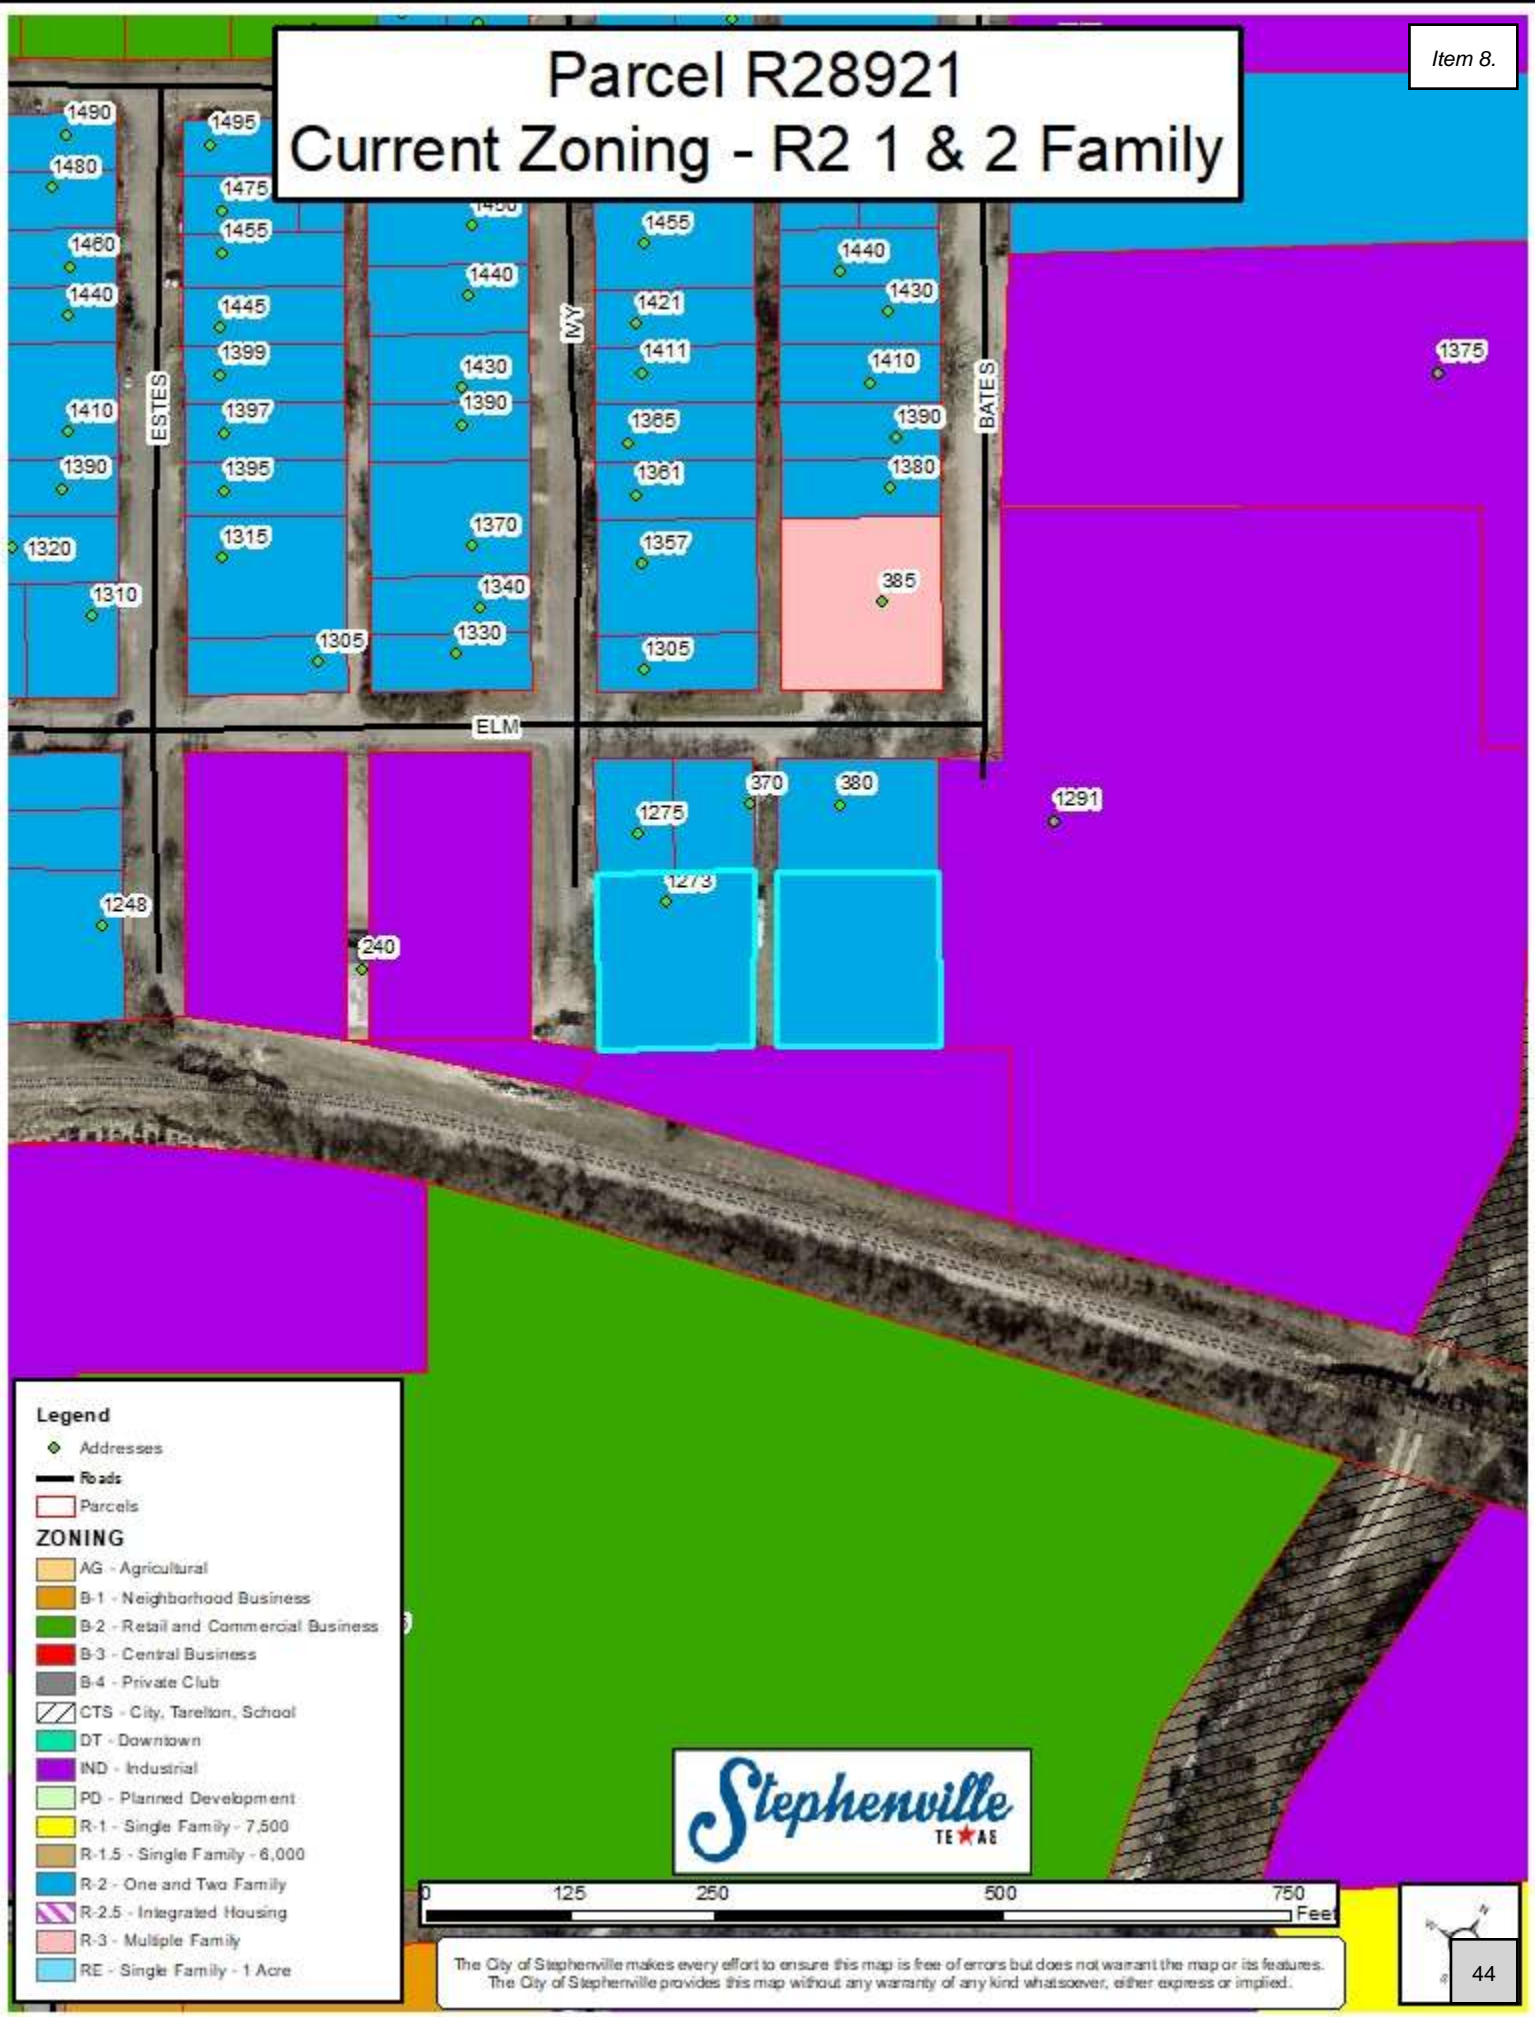 Parcel R28921
Current Zoning - R2 1 & 2 Family
Item 8.
1490
1495
1480
1475
1455
1460
1440
1445
1399
1410
1397
1390
1395
1320
1315
1310
1305
1450
1440
1430
1390
1370
1340
1330
1455
1421
1411
1365
1361
1357
1305
1440
1430
1410
1390
1380
385
1375
ESTES
IVY
BATES
ELM
1275
370
380
1291
1273
1248
240
Legend
Addresses
Roads
Parcels
ZONING
AG - Agricultural
B-1 - Neighborhood Business
B-2 - Retail and Commercial Business
B-3 - Central Business
B-4 - Private Club
CTS - City, Tarelton, School
DT - Downtown
IND - Industrial
PD - Planned Development
R-1 - Single Family - 7,500
R-1.5 - Single Family - 6,000
R-2 - One and Two Family
R-2.5 - Integrated Housing
R-3 - Multiple Family
RE - Single Family - 1 Acre
Stephenville
TEXAS
0 125 250 500 750
Feet
The City of Stephenville makes every effort to ensure this map is free of errors but does not warrant the map or its features.
The City of Stephenville provides this map without any warranty of any kind whatsoever, either express or implied.
N
44